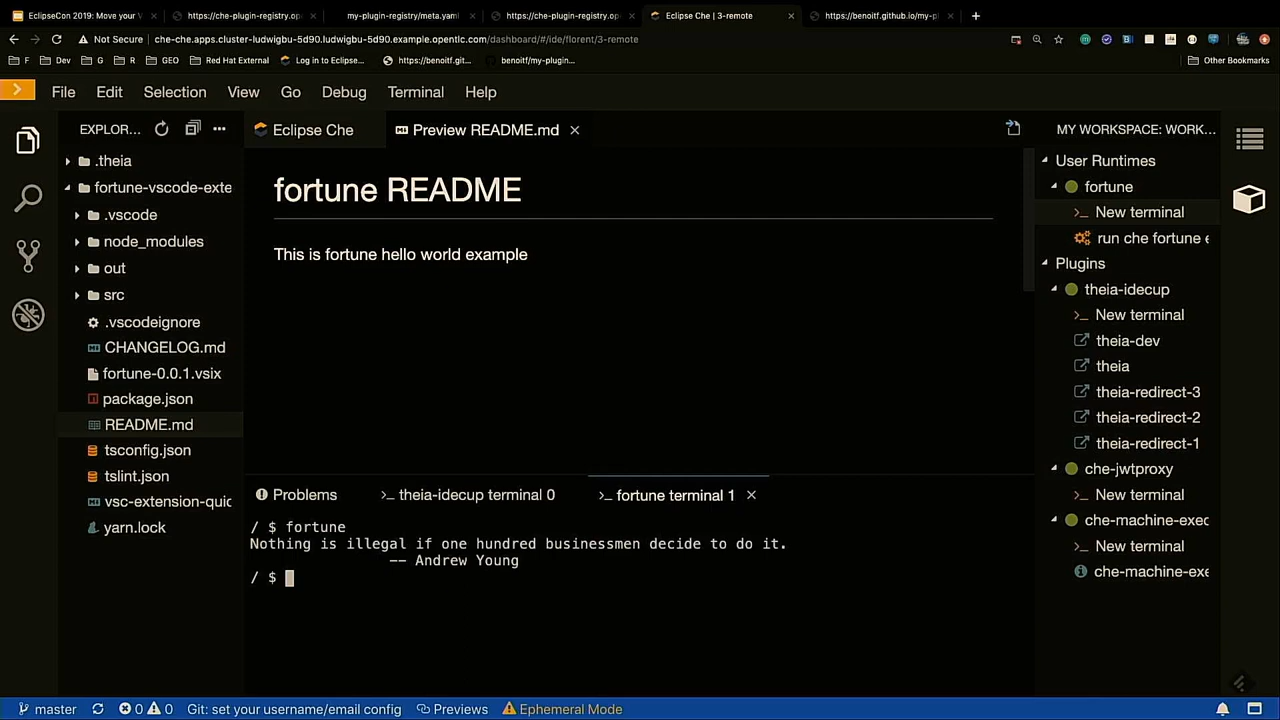 EclipseCon 2019: Move your V
https://che-plugin-registry.op
my-plugin-registry/meta.yaml
https://che-plugin-registry.op
Eclipse Che | 3-remote
https://benoitf.github.io/my-pl
Not Secure
che-che.apps.cluster-ludwigbu-5d90.ludwigbu-5d90.example.opentlc.com/dashboard/#/ide/florent/3-remote
F
Dev
G
R
GEO
Red Hat External
Log in to Eclipse...
https://benoitf.git...
benoitf/my-plugin...
Other Bookmarks
File Edit Selection View Go Debug Terminal Help
EXPLOR...
Eclipse Che
Preview README.md
MY WORKSPACE: WORK...
.theia
fortune-vscode-exte
.vscode
node_modules
out
src
.vscodeignore
CHANGELOG.md
fortune-0.0.1.vsix
package.json
README.md
tsconfig.json
tslint.json
vsc-extension-quic
yarn.lock
fortune README
This is fortune hello world example
User Runtimes
fortune
>_ New terminal
run che fortune e
Plugins
theia-idecup
>_ New terminal
theia-dev
theia
theia-redirect-3
theia-redirect-2
theia-redirect-1
che-jwtproxy
>_ New terminal
che-machine-exec
>_ New terminal
che-machine-exe
Problems
>_ theia-idecup terminal 0
>_ fortune terminal 1
/ $ fortune
Nothing is illegal if one hundred businessmen decide to do it.
-- Andrew Young
/ $
master
0
0
Git: set your username/email config
Previews
Ephemeral Mode